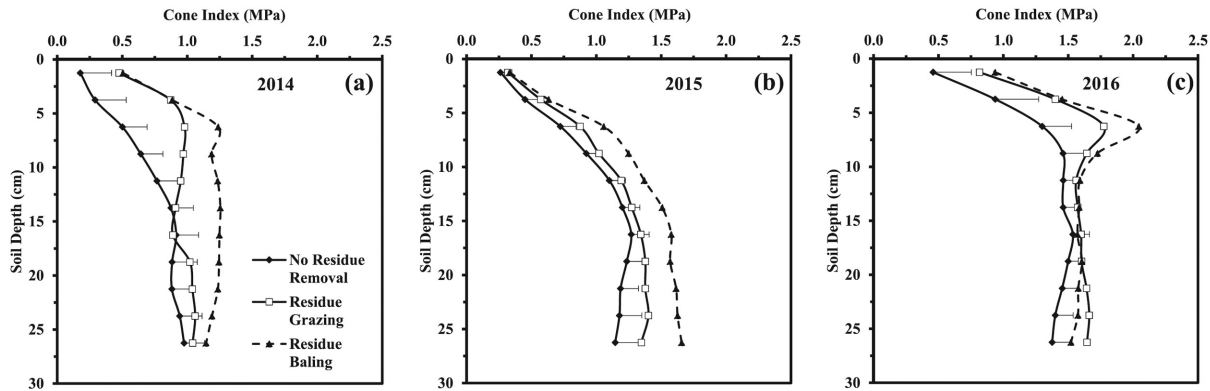 Cone Index (MPa)
0.0 0.5 1.0 1.5 2.0 2.5
0
5
10
15
20
25
30
Soil Depth (cm)
2014
(a)
No Residue
Removal
Residue
Grazing
Residue
Baling
Cone Index (MPa)
0.0 0.5 1.0 1.5 2.0 2.5
0
5
10
15
20
25
30
Soil Depth (cm)
2015
(b)
Cone Index (MPa)
0.0 0.5 1.0 1.5 2.0 2.5
0
5
10
15
20
25
30
Soil Depth (cm)
2016
(c)